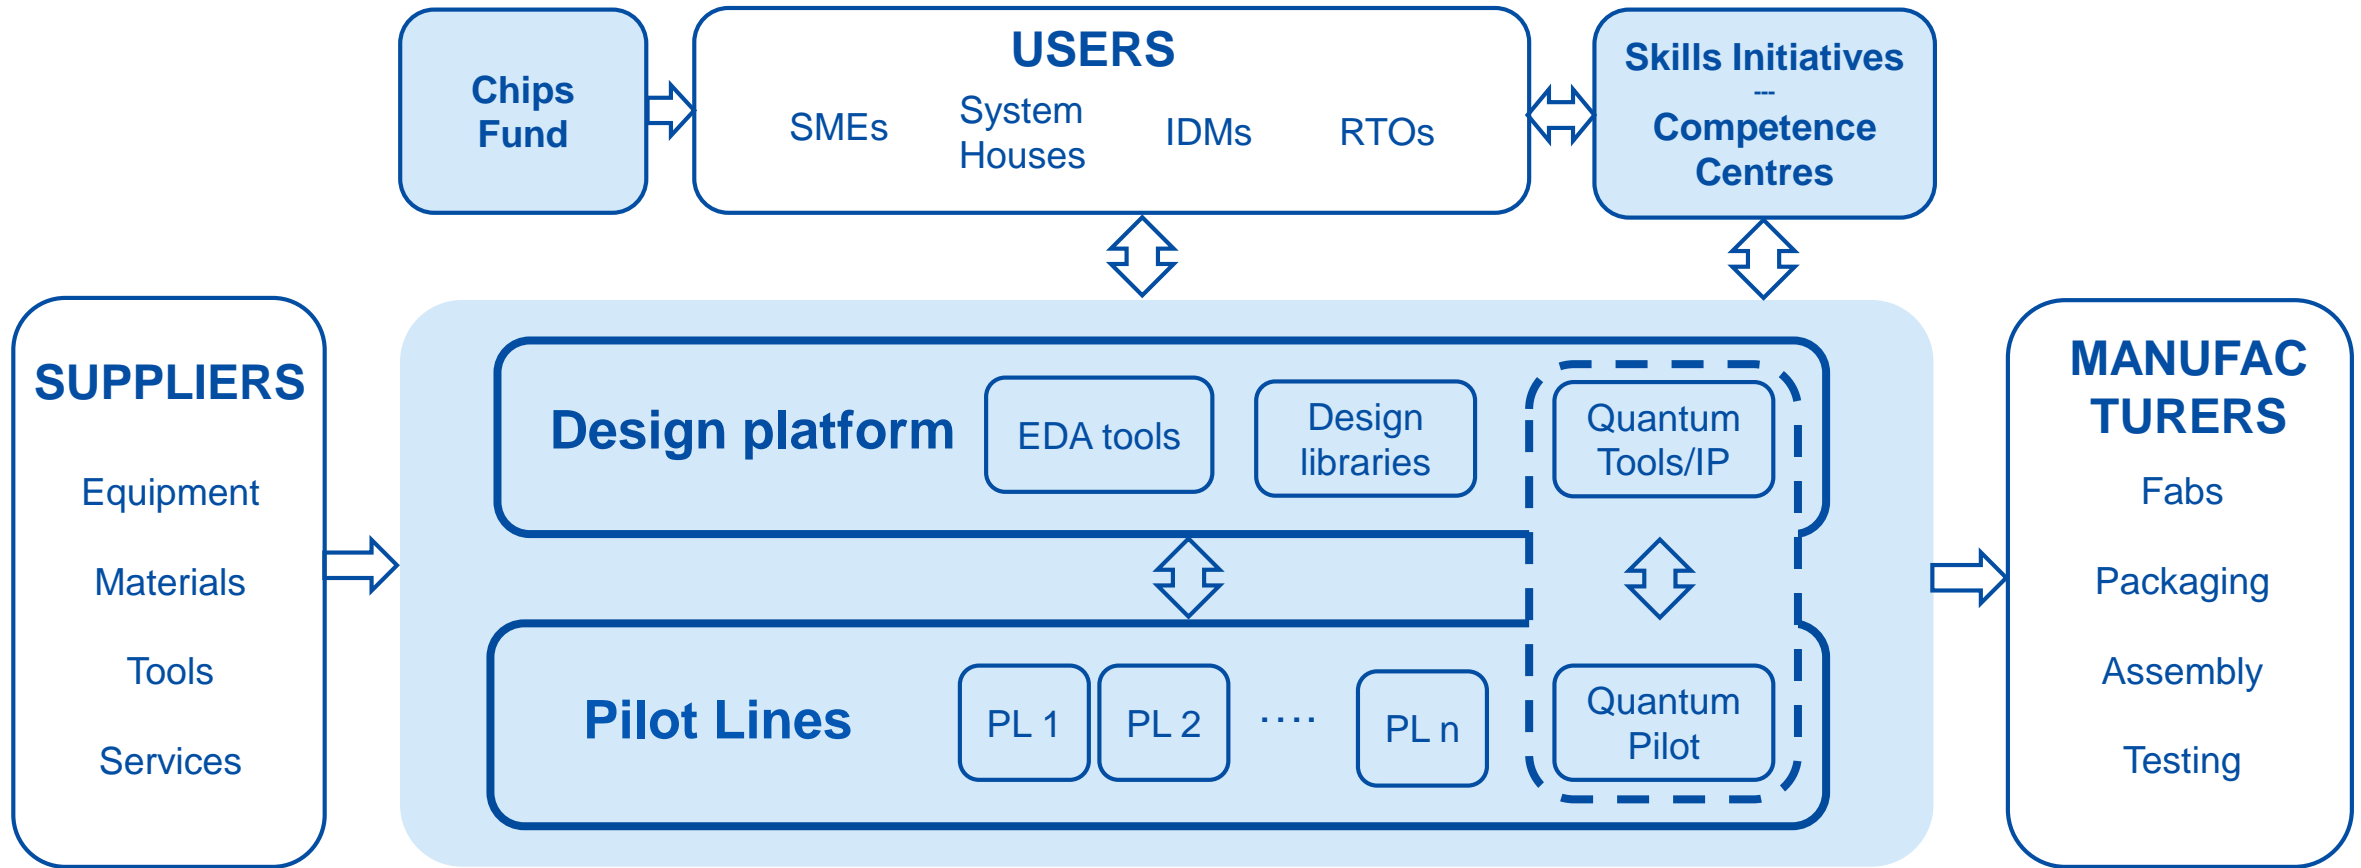 Chips
Fund
USERS
SMEs
System
Houses
IDMs
RTOs
Skills Initiatives
---
Competence
Centres
SUPPLIERS
Equipment
Materials
Tools
Services
Design platform
EDA tools
Design
libraries
Quantum
Tools/IP
Pilot Lines
PL 1
PL 2
....
PL n
Quantum
Pilot
MANUFAC
TURERS
Fabs
Packaging
Assembly
Testing